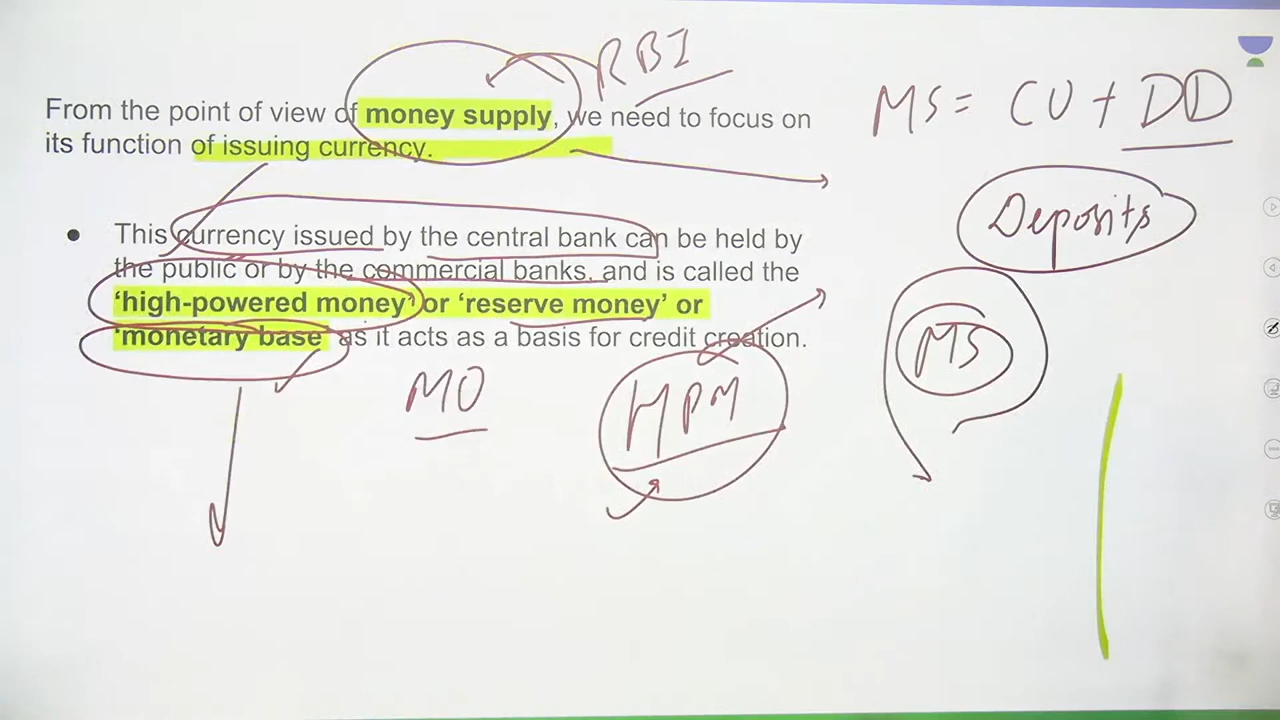 RBI
MS = CU + DD
From the point of view of money supply, we need to focus on
its function of issuing currency.
Deposits
• This currency issued by the central bank can be held by
the public or by the commercial banks, and is called the
‘high-powered money’ or ‘reserve money’ or
‘monetary base’ as it acts as a basis for credit creation.
MS
M0
HPM